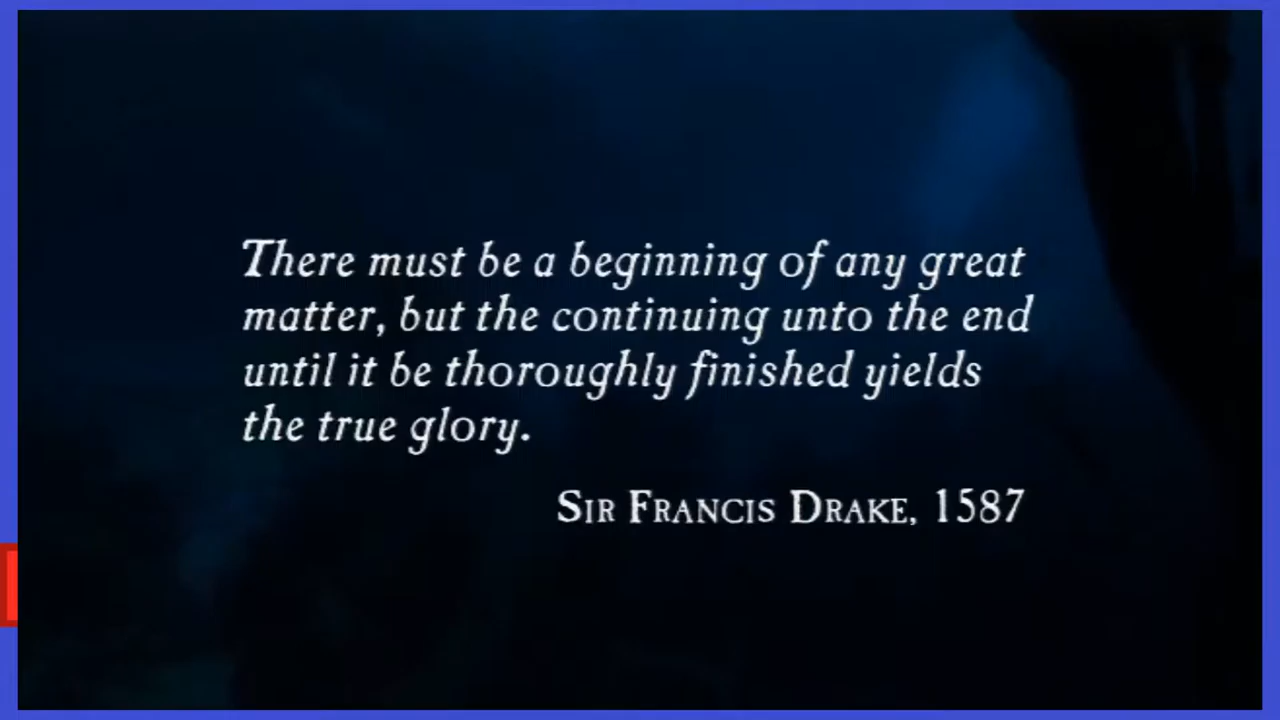 There must be a beginning of any great
matter, but the continuing unto the end
until it be thoroughly finished yields
the true glory.
SIR FRANCIS DRAKE, 1587